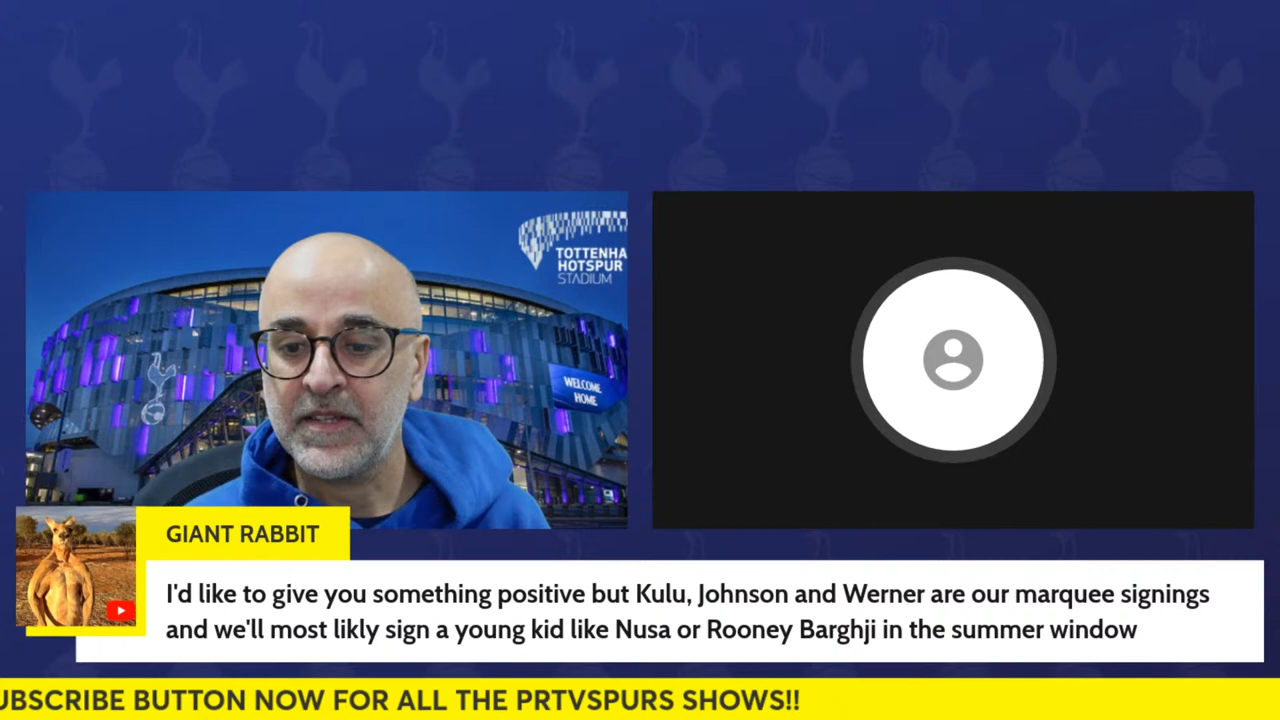 TOTTENHA
HOTSPUR
STADIUM
WELCOME
HOME
GIANT RABBIT
I'd like to give you something positive but Kulu, Johnson and Werner are our marquee signings
and we'll most likly sign a young kid like Nusa or Rooney Barghji in the summer window
UBSCRIBE BUTTON NOW FOR ALL THE PRTVSPURS SHOWS!!